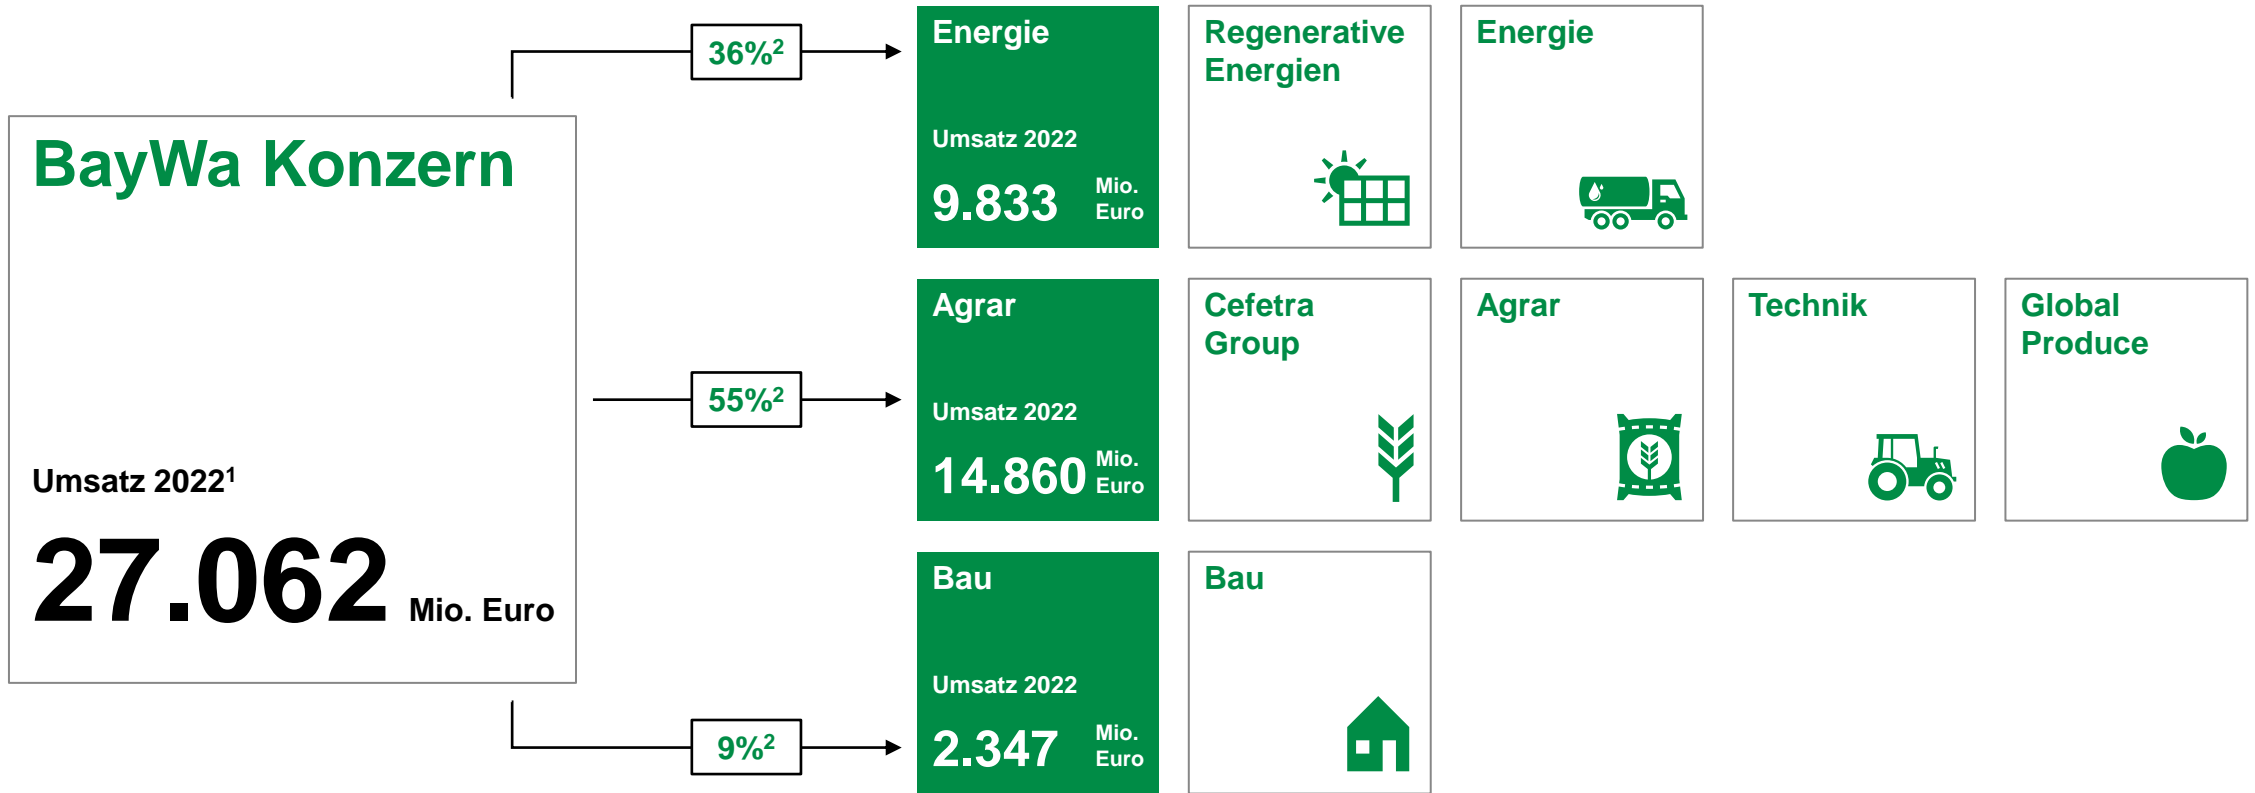 BayWa Konzern
Umsatz 2022¹
27.062 Mio. Euro
36%²
Energie
Umsatz 2022
9.833 Mio.
Euro
Regenerative
Energien
Energie
55%²
Agrar
Umsatz 2022
14.860 Mio.
Euro
Cefetra
Group
Agrar
Technik
Global
Produce
9%²
Bau
Umsatz 2022
2.347 Mio.
Euro
Bau